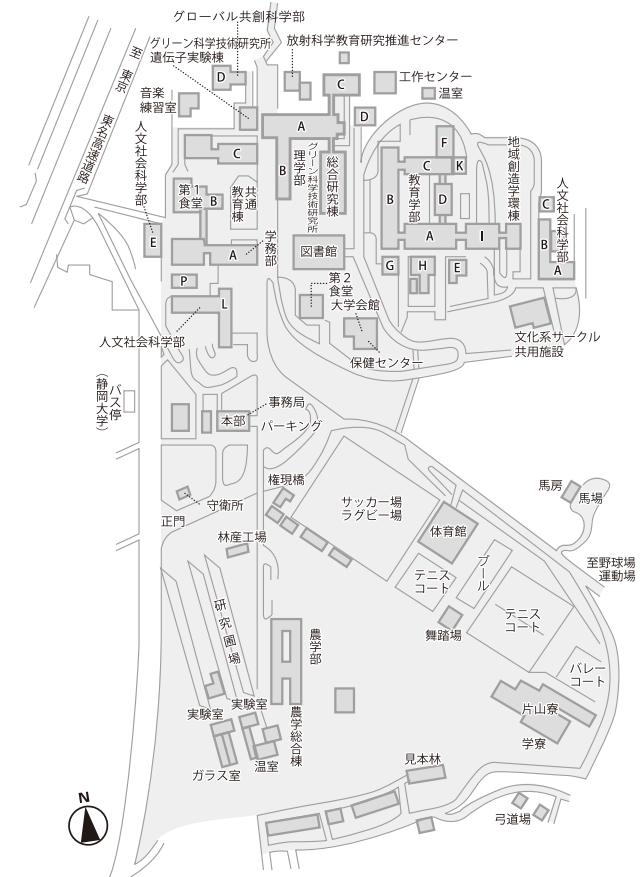 グローバル共創科学部
グリーン科学技術研究所
遺伝子実験棟
放射科学教育研究推進センター
至 東京
東名高速道路
D
C
工作センター
温室
音楽
練習室
A
D
人文社会科学部
C
B
理学部
グリーン科学技術研究所
総合研究棟
F
C
K
B
教育学部
D
地域創造学環棟
第1
食堂
B
共通
教育棟
人文社会科学部
C
E
学務部
A
図書館
A
I
B
A
P
G
H
E
L
第2
食堂
大学会館
人文社会科学部
保健センター
文化系サークル
共用施設
バス停
(静岡大学)
事務局
本部
パーキング
権現橋
サッカー場
ラグビー場
体育館
馬房
馬場
守衛所
正門
林産工場
プール
テニス
コート
テニス
コート
至野球場
運動場
研究圃場
農学部
舞踏場
バレー
コート
実験室
実験室
農学総合棟
片山寮
学寮
ガラス室
温室
見本林
弓道場
N